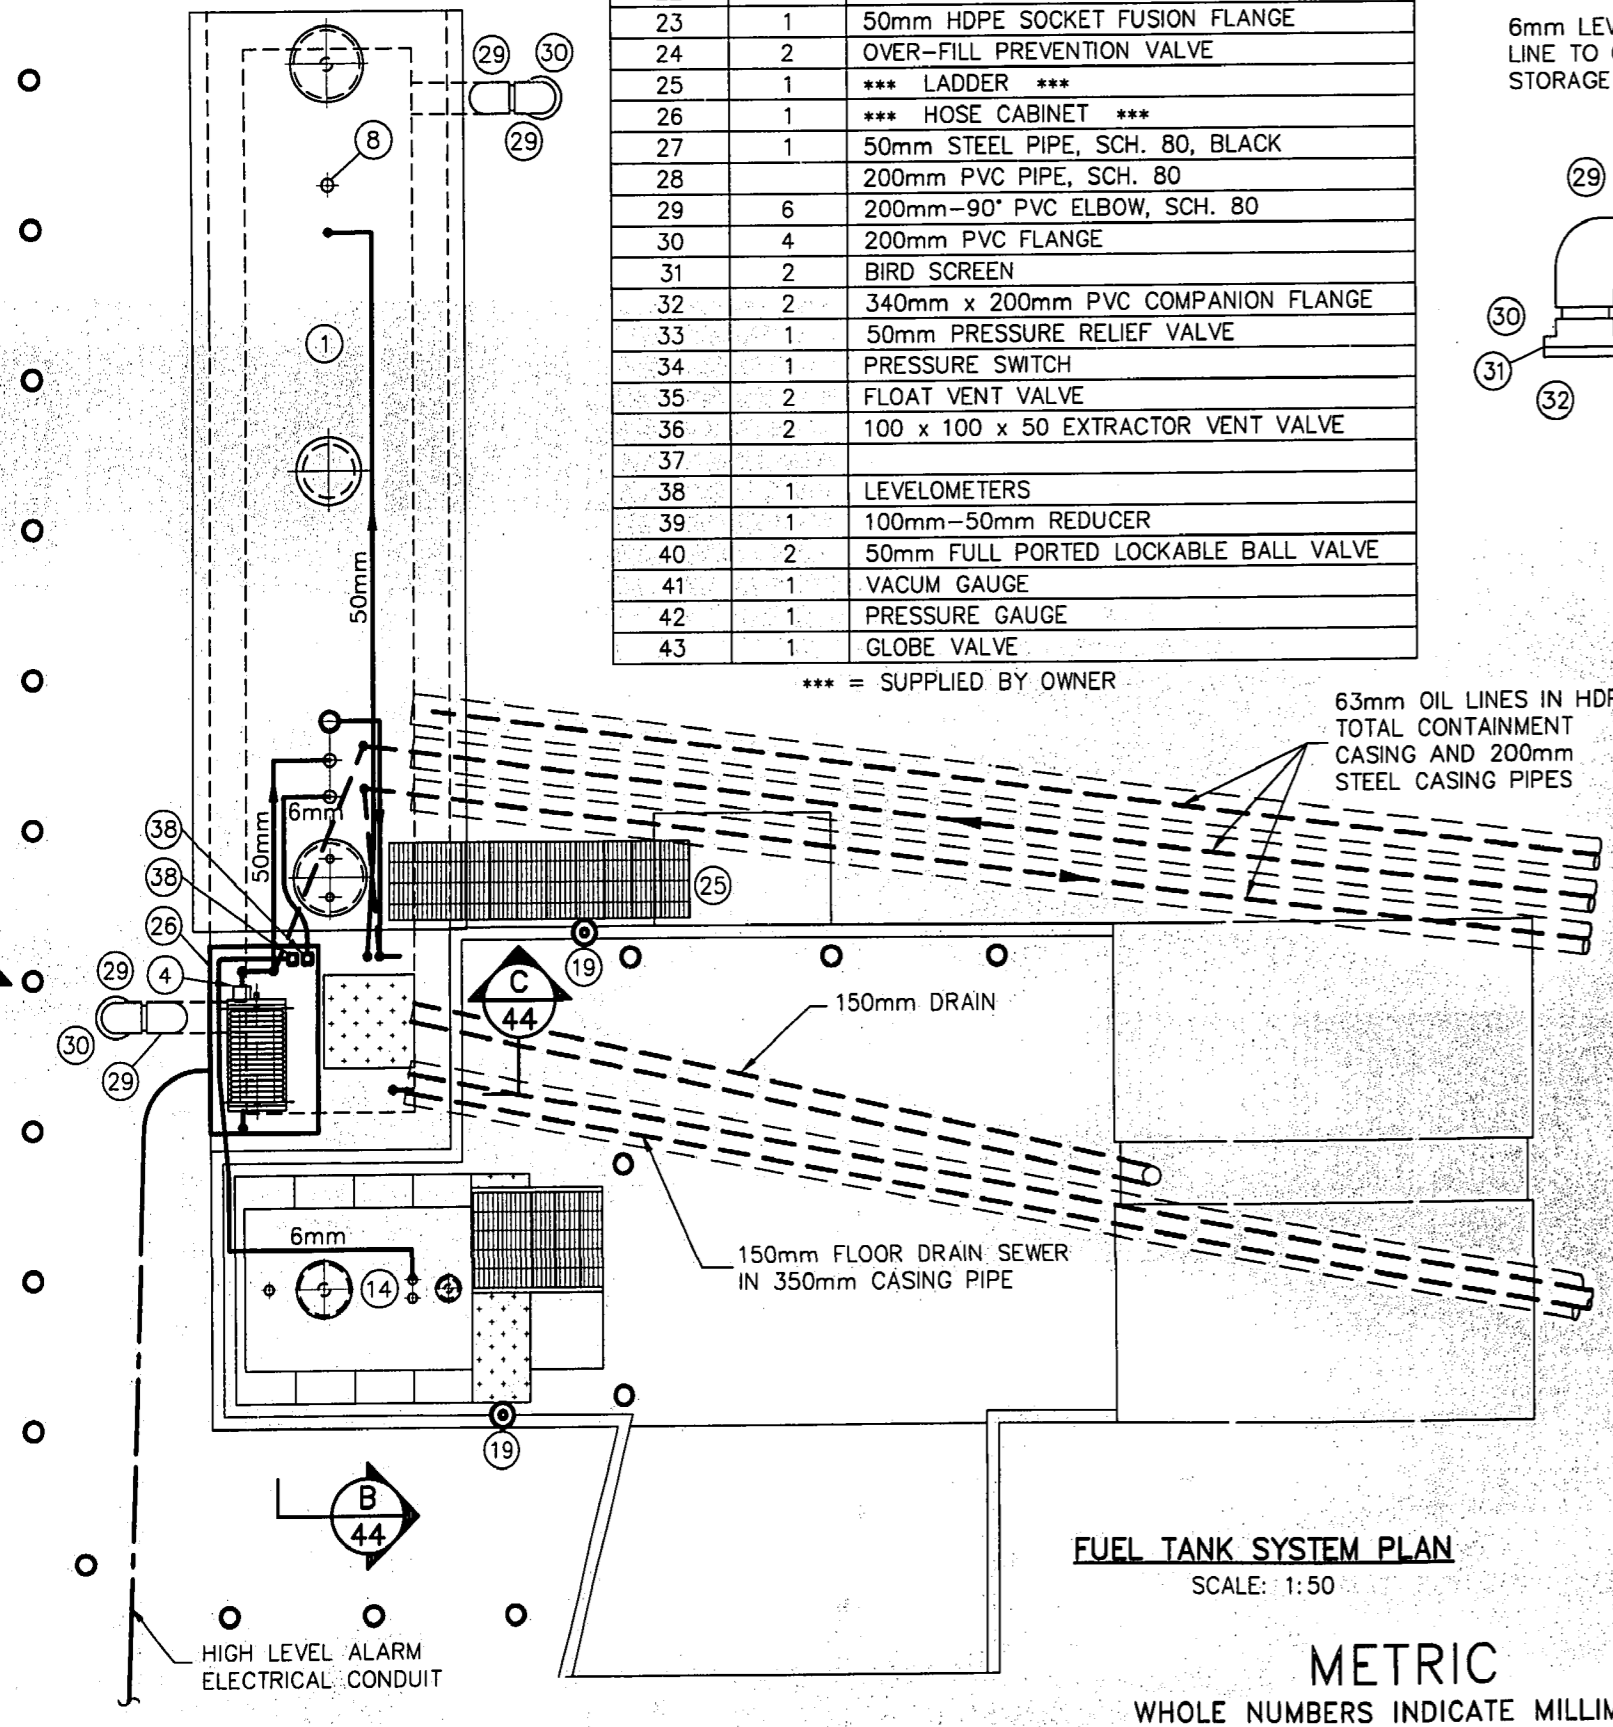 23 1 50mm HDPE SOCKET FUSION FLANGE
24 2 OVER-FILL PREVENTION VALVE
25 1 *** LADDER ***
26 1 *** HOSE CABINET ***
27 1 50mm STEEL PIPE, SCH. 80, BLACK
28 200mm PVC PIPE, SCH. 80
29 6 200mm-90° PVC ELBOW, SCH. 80
30 4 200mm PVC FLANGE
31 2 BIRD SCREEN
32 2 340mm x 200mm PVC COMPANION FLANGE
33 1 50mm PRESSURE RELIEF VALVE
34 1 PRESSURE SWITCH
35 2 FLOAT VENT VALVE
36 2 100 x 100 x 50 EXTRACTOR VENT VALVE
37
38 1 LEVELOMETERS
39 1 100mm-50mm REDUCER
40 2 50mm FULL PORTED LOCKABLE BALL VALVE
41 1 VACUM GAUGE
42 1 PRESSURE GAUGE
43 1 GLOBE VALVE
*** = SUPPLIED BY OWNER
6mm LEV
LINE TO
STORAGE
29
30
31
32
29
30
29
8
1
50mm
63mm OIL LINES IN HDP
TOTAL CONTAINMENT
CASING AND 200mm
STEEL CASING PIPES
6mm
50mm
38
38
26
25
19
29
4
30
29
C
44
150mm DRAIN
150mm FLOOR DRAIN SEWER
IN 350mm CASING PIPE
6mm
14
19
B
44
HIGH LEVEL ALARM
ELECTRICAL CONDUIT
FUEL TANK SYSTEM PLAN
SCALE: 1:50
METRIC
WHOLE NUMBERS INDICATE MILLIM